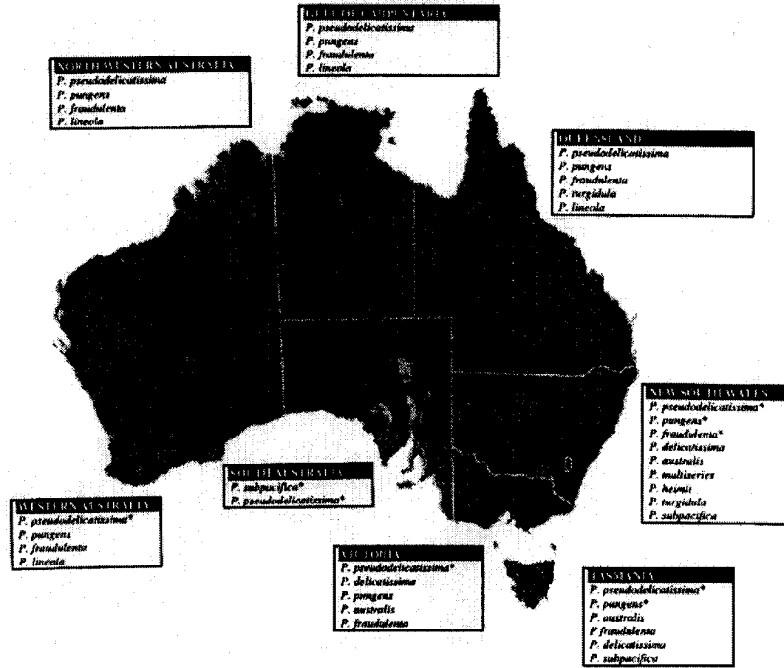 GULF OF CARPENTARIA
P. pseudodelicatissima
P. pungens
P. fraudulenta
P. lineola
NORTH WESTERN AUSTRALIA
P. pseudodelicatissima
P. pungens
P. fraudulenta
P. lineola
QUEENSLAND
P. pseudodelicatissima
P. pungens
P. fraudulenta
P. turgidula
P. lineola
NEW SOUTH WALES
P. pseudodelicatissima*
P. pungens*
P. fraudulenta*
P. delicatissima
P. australis
P. multiseries
P. heimii
P. turgidula
P. subpacifica
SOUTH AUSTRALIA
P. subpacifica*
P. pseudodelicatissima*
WESTERN AUSTRALIA
P. pseudodelicatissima*
P. pungens
P. fraudulenta
P. lineola
VICTORIA
P. pseudodelicatissima*
P. delicatissima
P. pungens
P. australis
P. fraudulenta
TASMANIA
P. pseudodelicatissima*
P. pungens*
P. australis
P fraudulenta
P. delicatissima
P. subpacifica